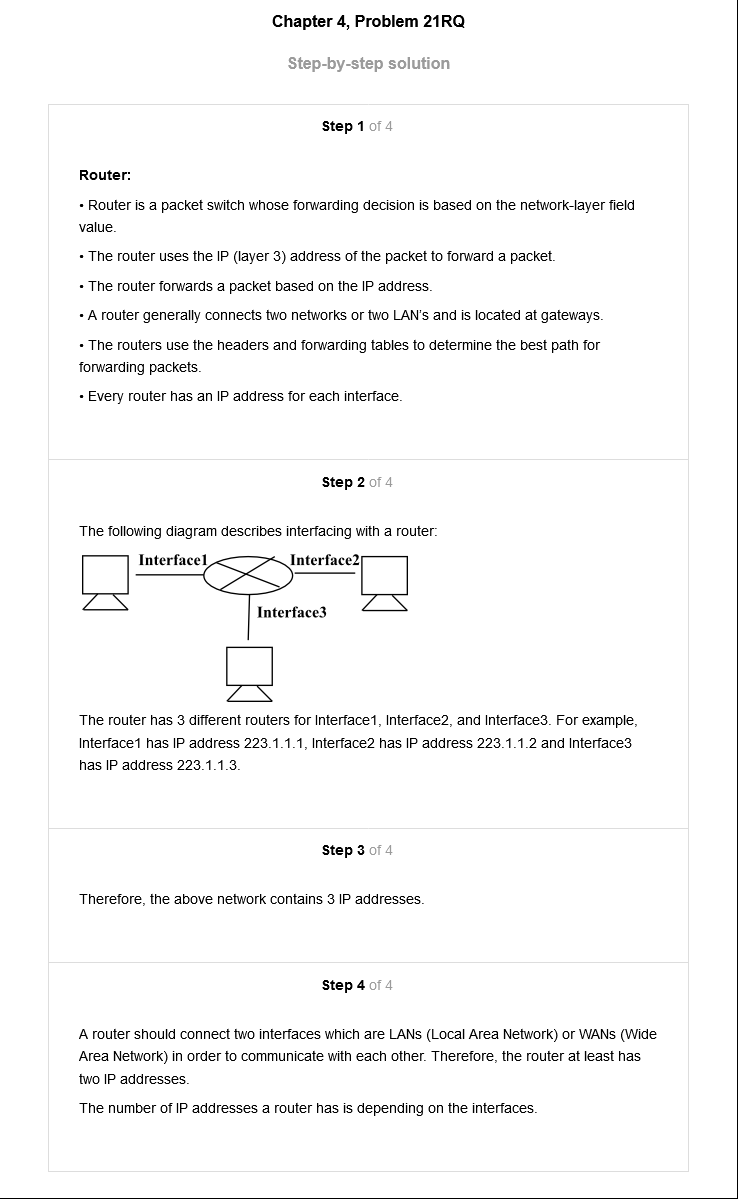 Chapter 4, Problem 21RQ
Step-by-step solution
Step 1 of 4
Router:
• Router is a packet switch whose forwarding decision is based on the network-layer field
value.
• The router uses the IP (layer 3) address of the packet to forward a packet.
• The router forwards a packet based on the IP address.
• A router generally connects two networks or two LAN's and is located at gateways.
• The routers use the headers and forwarding tables to determine the best path for
forwarding packets.
• Every router has an IP address for each interface.
Step 2 of 4
The following diagram describes interfacing with a router:
Interface1
Interface2
Interface3
The router has 3 different routers for Interface1, Interface2, and Interface3. For example,
Interface1 has IP address 223.1.1.1, Interface2 has IP address 223.1.1.2 and Interface3
has IP address 223.1.1.3.
Step 3 of 4
Therefore, the above network contains 3 IP addresses.
Step 4 of 4
A router should connect two interfaces which are LANs (Local Area Network) or WANs (Wide
Area Network) in order to communicate with each other. Therefore, the router at least has
two IP addresses.
The number of IP addresses a router has is depending on the interfaces.